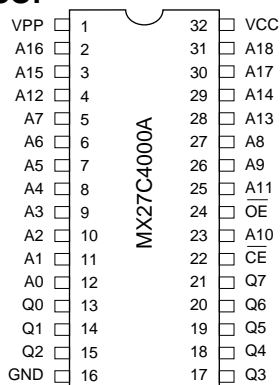 VPP 1 32 VCC
A16 2 31 A18
A15 3 30 A17
A12 4 29 A14
A7 5 28 A13
A6 6 27 A8
A5 7 26 A9
A4 8 25 A11
A3 9 24 OE
A2 10 23 A10
A1 11 22 CE
A0 12 21 Q7
Q0 13 20 Q6
Q1 14 19 Q5
Q2 15 18 Q4
GND 16 17 Q3
MX27C4000A